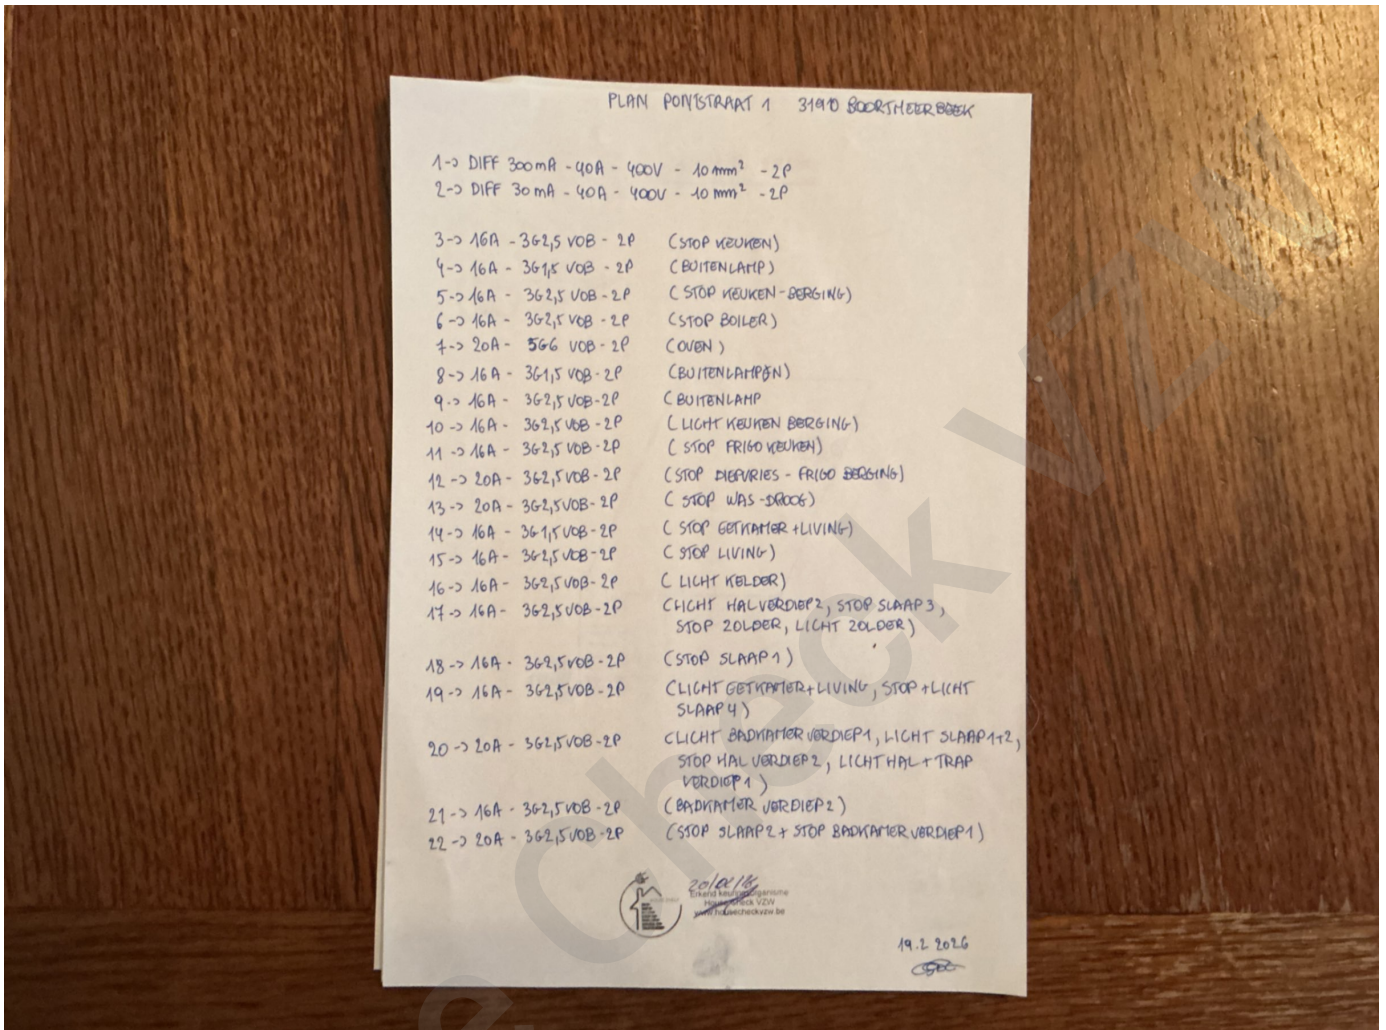 PLAN PONTSTRAAT 1 3190 BOORTMEERBEEK
1-> DIFF 300mA - 40A - 400V - 10mm² - 2P
2-> DIFF 30mA - 40A - 400V - 10mm² - 2P
3-> 16A - 3G2,5 VOB - 2P (STOP KEUKEN)
4-> 16A - 3G1,5 VOB - 2P (BUITENLAMP)
5-> 16A - 3G2,5 VOB - 2P (STOP KEUKEN-BERGING)
6-> 16A - 3G2,5 VOB - 2P (STOP BOILER)
7-> 20A - 5G6 VOB - 2P (OVEN)
8-> 16A - 3G1,5 VOB - 2P (BUITENLAMPEN)
9-> 16A - 3G2,5 VOB - 2P (BUITENLAMP
10-> 16A - 3G2,5 VOB - 2P (LICHT KEUKEN BERGING)
11-> 16A - 3G2,5 VOB - 2P (STOP FRIGO KEUKEN)
12-> 20A - 3G2,5 VOB - 2P (STOP DIEPVRIES - FRIGO BERGING)
13-> 20A - 3G2,5 VOB - 2P (STOP WAS-DROOG)
14-> 16A - 3G1,5 VOB - 2P (STOP EETKAMER + LIVING)
15-> 16A - 3G2,5 VOB - 2P (STOP LIVING)
16-> 16A - 3G2,5 VOB - 2P (LICHT KELDER)
17-> 16A - 3G2,5 VOB - 2P (LICHT HAL VERDIEP 2, STOP SLAAP 3,
STOP ZOLDER, LICHT ZOLDER)
18-> 16A - 3G2,5 VOB - 2P (STOP SLAAP 1)
19-> 16A - 3G2,5 VOB - 2P (LICHT EETKAMER + LIVING, STOP + LICHT
SLAAP 4)
20-> 20A - 3G2,5 VOB - 2P (LICHT BADKAMER VERDIEP 1, LICHT SLAAP 1+2,
STOP HAL VERDIEP 2, LICHT HAL + TRAP
VERDIEP 1)
21-> 16A - 3G2,5 VOB - 2P (BADKAMER VERDIEP 2)
22-> 20A - 3G2,5 VOB - 2P (STOP SLAAP 2 + STOP BADKAMER VERDIEP 1)
Erkend keuringsorganisme
House Check VZW
www.housecheckvzw.be
19.2.2026
e Check VZW